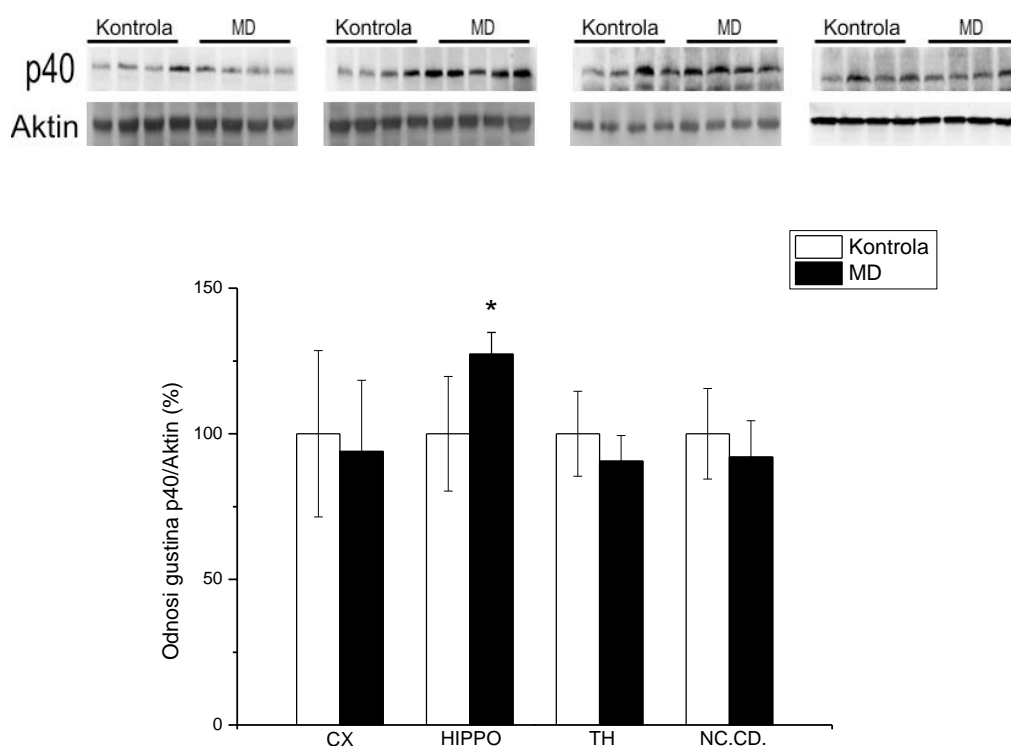 Kontrola MD Kontrola MD Kontrola MD Kontrola MD
p40
Aktin
Kontrola
MD
150
*
100
50
0
Odnosi gustina p40/Aktin (%)
CX HIPPO TH NC.CD.